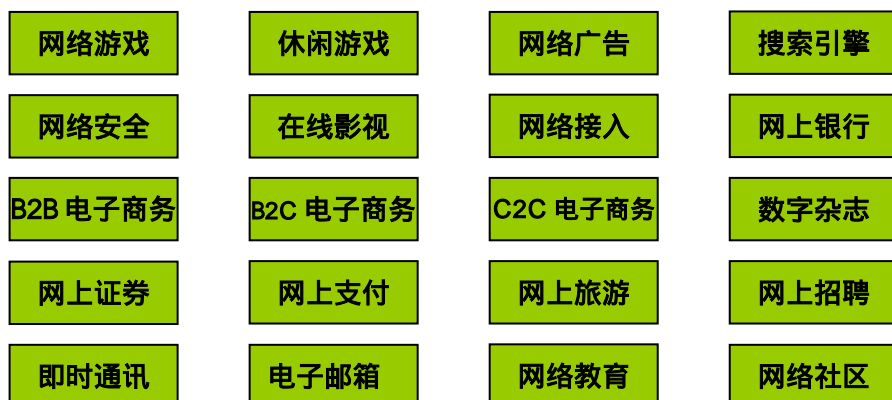 网络游戏
休闲游戏
网络广告
搜索引擎
网络安全
在线影视
网络接入
网上银行
B2B 电子商务
B2C 电子商务
C2C 电子商务
数字杂志
网上证券
网上支付
网上旅游
网上招聘
即时通讯
电子邮箱
网络教育
网络社区